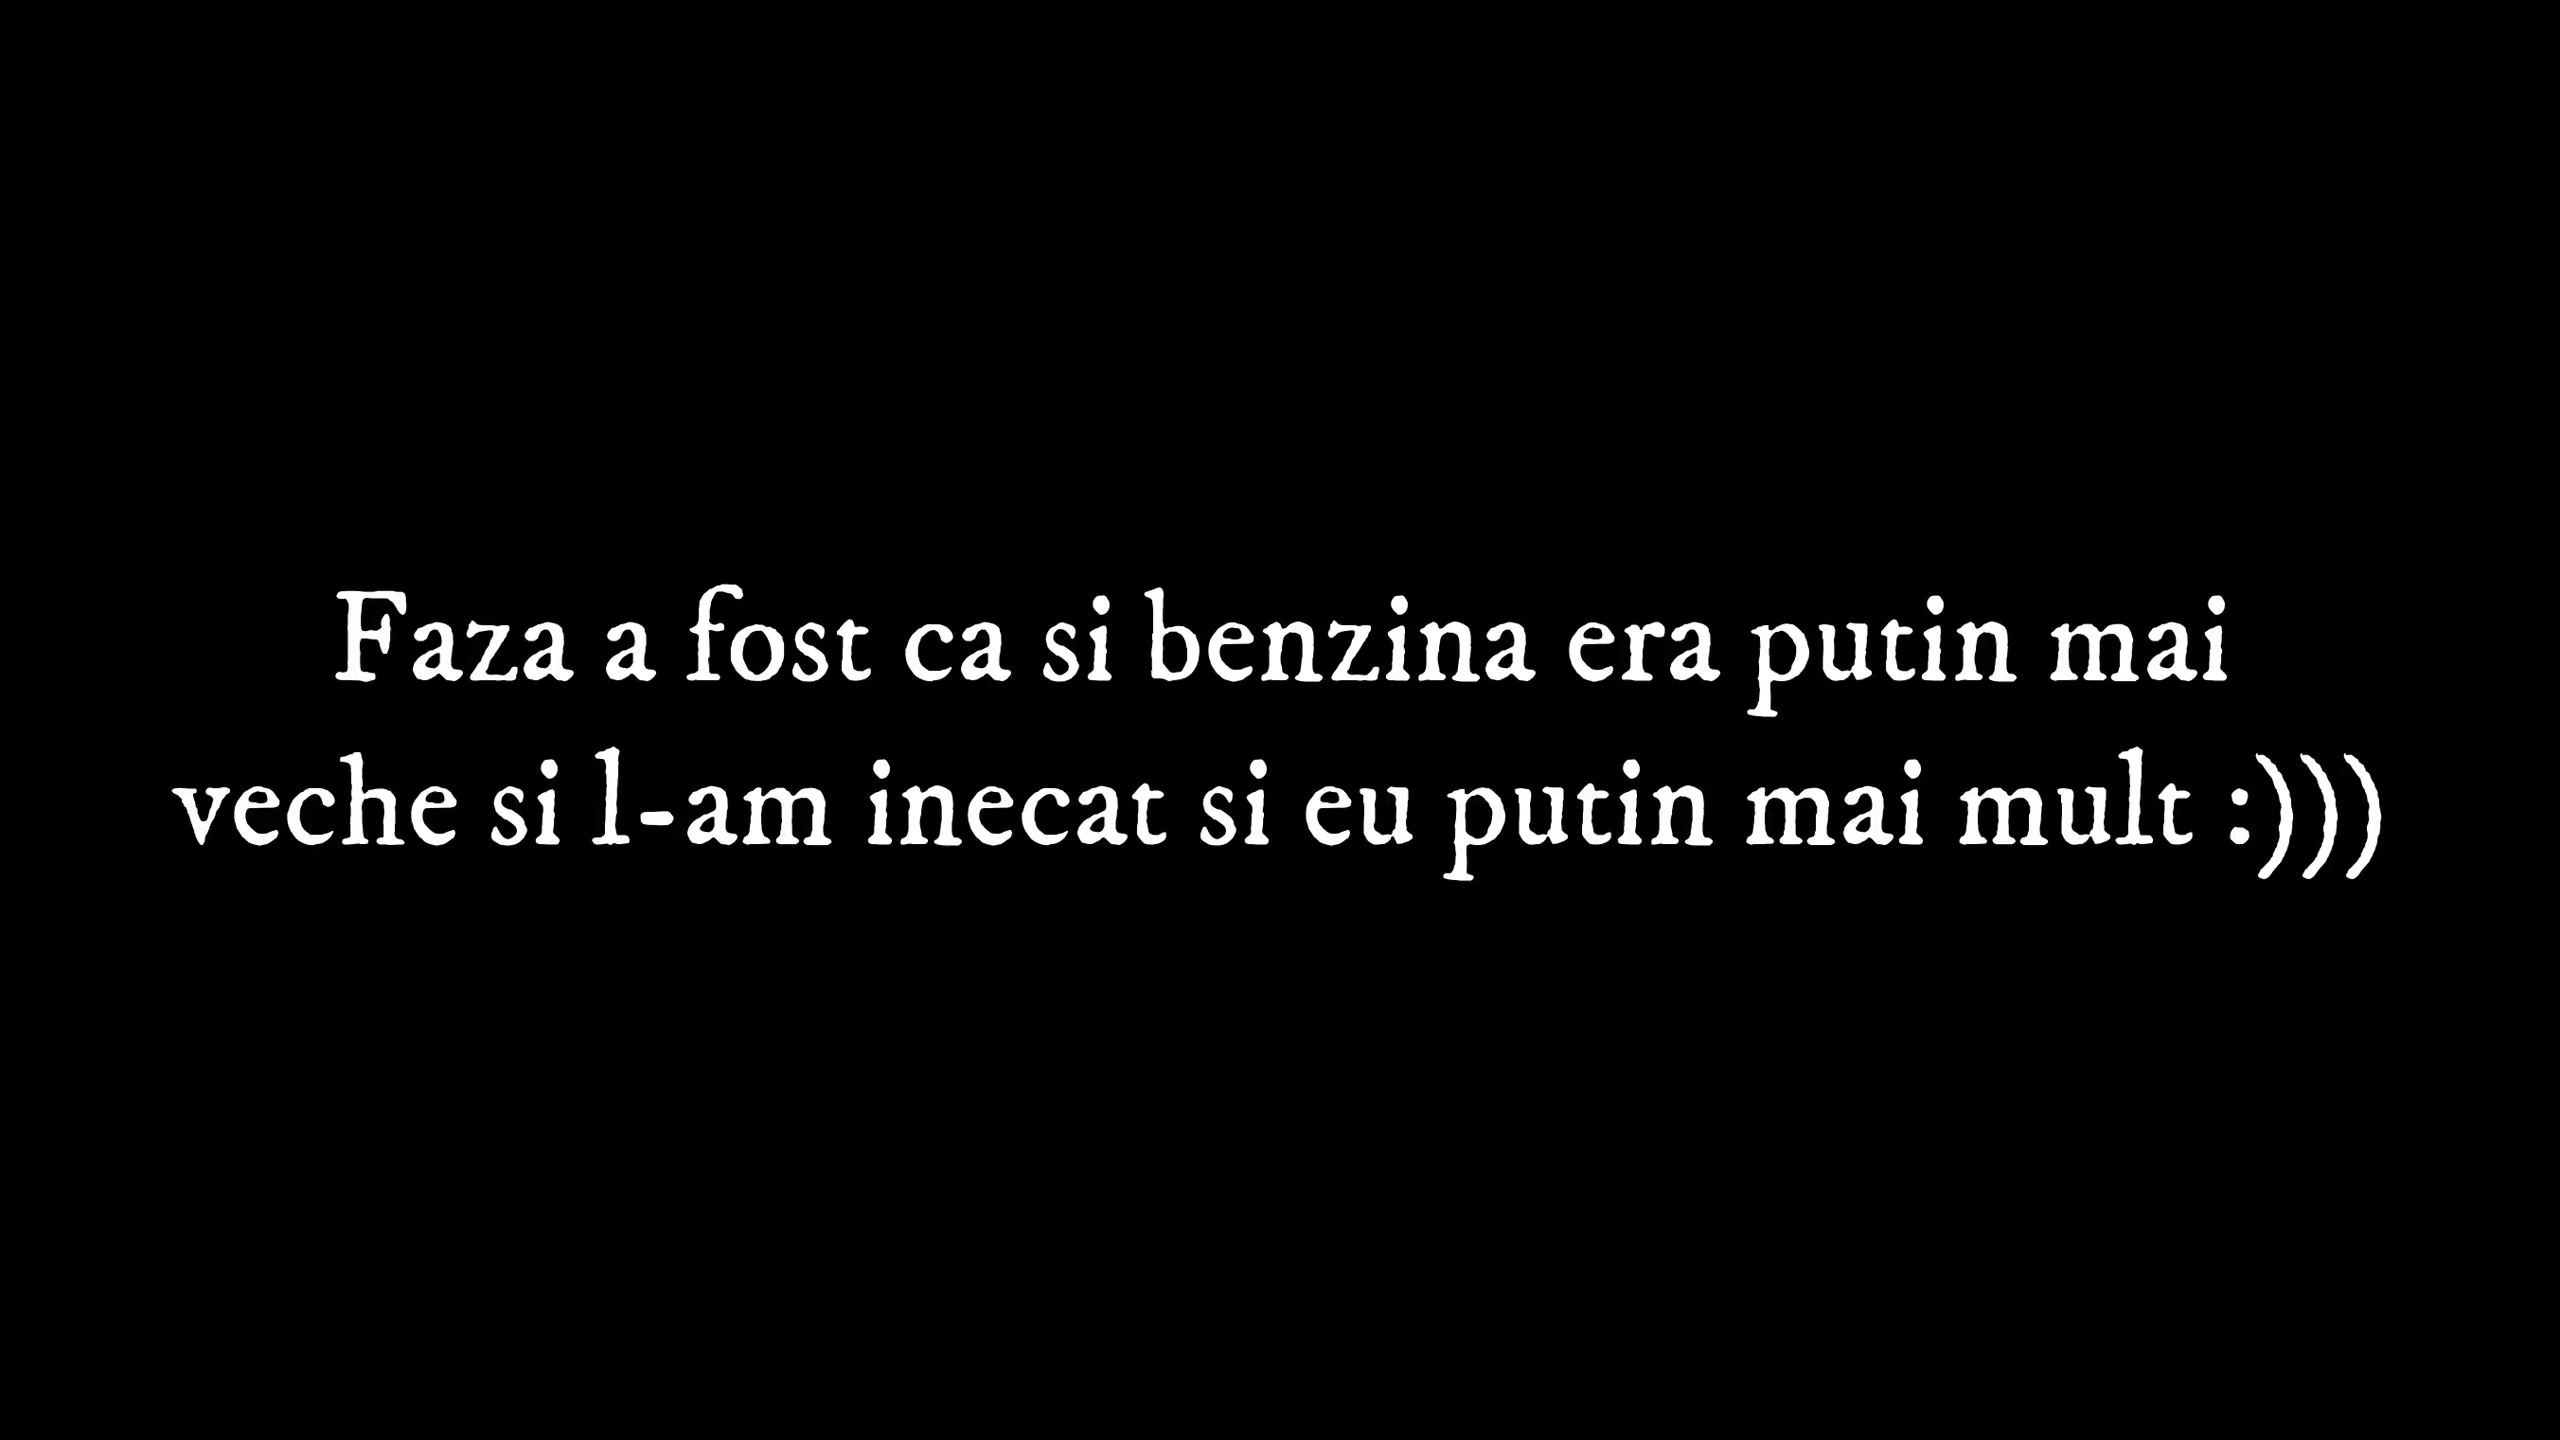 Faza a fost ca si benzina era putin mai
veche si l-am inecat si eu putin mai mult :)))